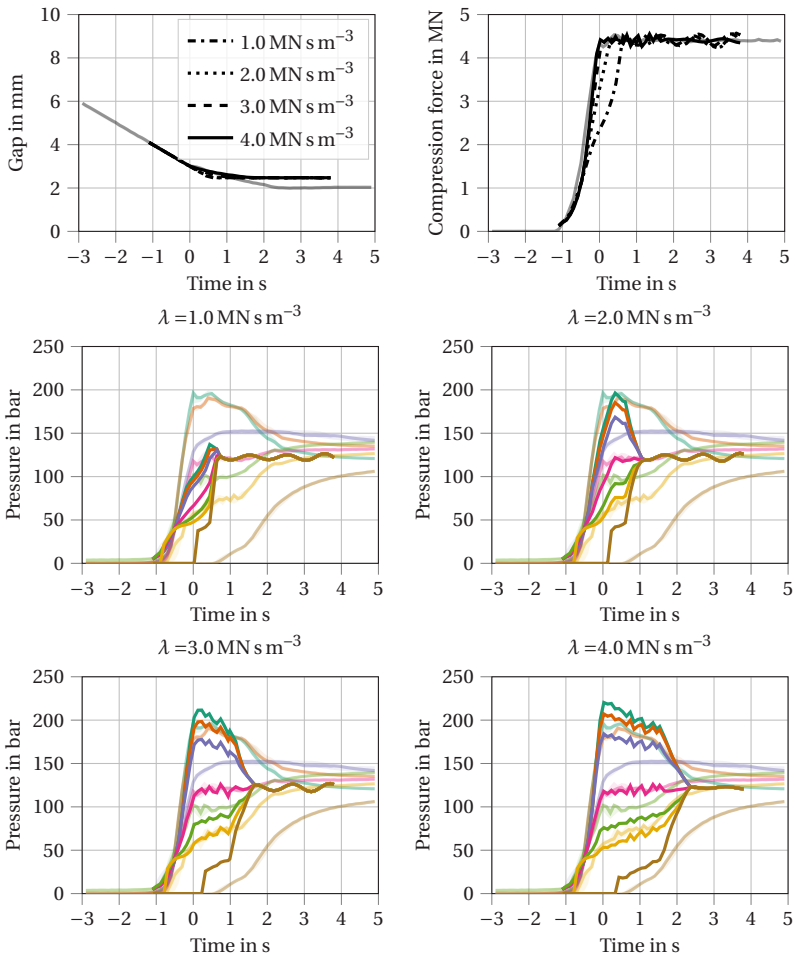 10
8
6
4
2
0
−3 −2 −1 0 1 2 3 4 5
Gap in mm
Time in s
1.0 MN s m⁻³
2.0 MN s m⁻³
3.0 MN s m⁻³
4.0 MN s m⁻³
5
4
3
2
1
0
−3 −2 −1 0 1 2 3 4 5
Compression force in MN
Time in s
λ =1.0 MN s m⁻³
250
200
150
100
50
0
−3 −2 −1 0 1 2 3 4 5
Pressure in bar
Time in s
λ =2.0 MN s m⁻³
250
200
150
100
50
0
−3 −2 −1 0 1 2 3 4 5
Pressure in bar
Time in s
λ =3.0 MN s m⁻³
250
200
150
100
50
0
−3 −2 −1 0 1 2 3 4 5
Pressure in bar
Time in s
λ =4.0 MN s m⁻³
250
200
150
100
50
0
−3 −2 −1 0 1 2 3 4 5
Pressure in bar
Time in s